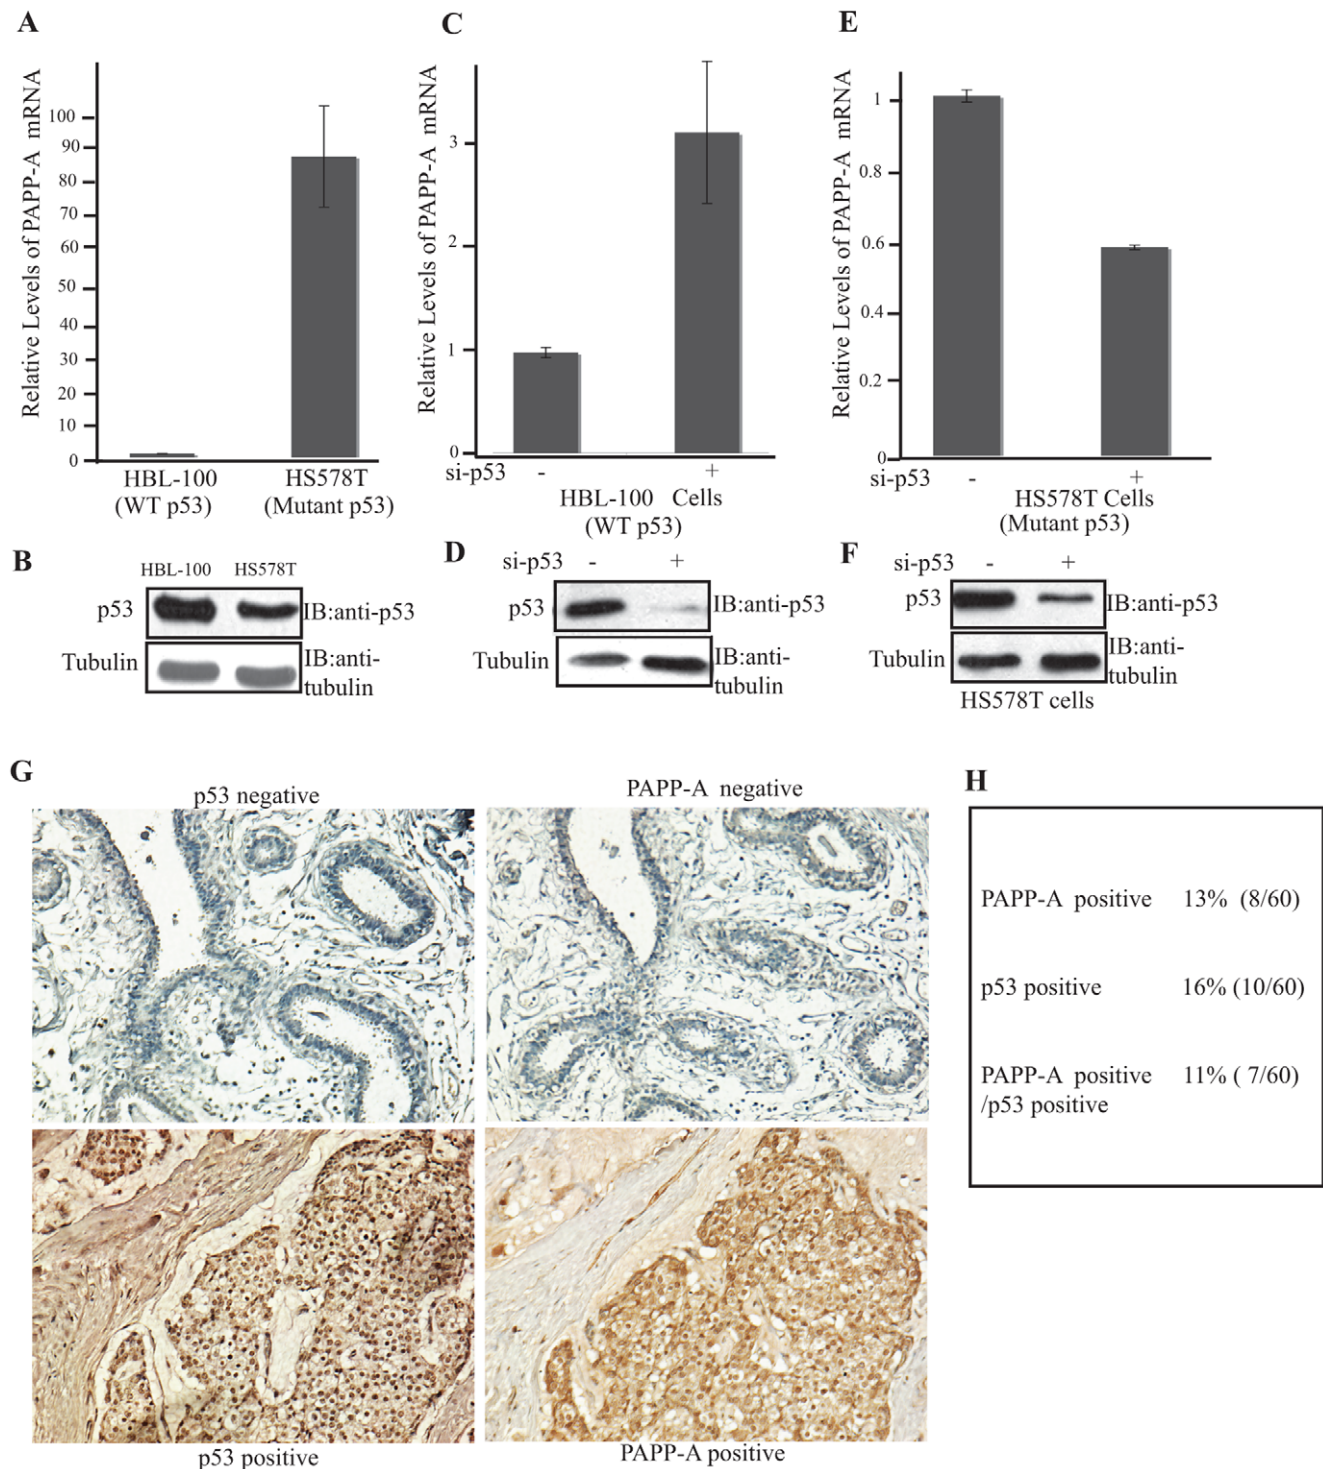 A
Relative Levels of PAPP-A mRNA
100
90
80
70
60
50
40
30
20
10
0
HBL-100
(WT p53)
HS578T
(Mutant p53)
C
Relative Levels of PAPP-A mRNA
3
2
1
0
si-p53 - +
HBL-100 Cells
(WT p53)
E
Relative Levels of PAPP-A mRNA
1
0.8
0.6
0.4
0.2
0
si-p53 - +
HS578T Cells
(Mutant p53)
B
HBL-100 HS578T
p53 IB:anti-p53
Tubulin IB:anti-
tubulin
D
si-p53 - +
p53 IB:anti-p53
Tubulin IB:anti-
tubulin
F
si-p53 - +
p53 IB:anti-p53
Tubulin IB:anti-
tubulin
HS578T cells
G
p53 negative
PAPP-A negative
p53 positive
PAPP-A positive
H
PAPP-A positive 13% (8/60)
p53 positive 16% (10/60)
PAPP-A positive 11% ( 7/60)
/p53 positive